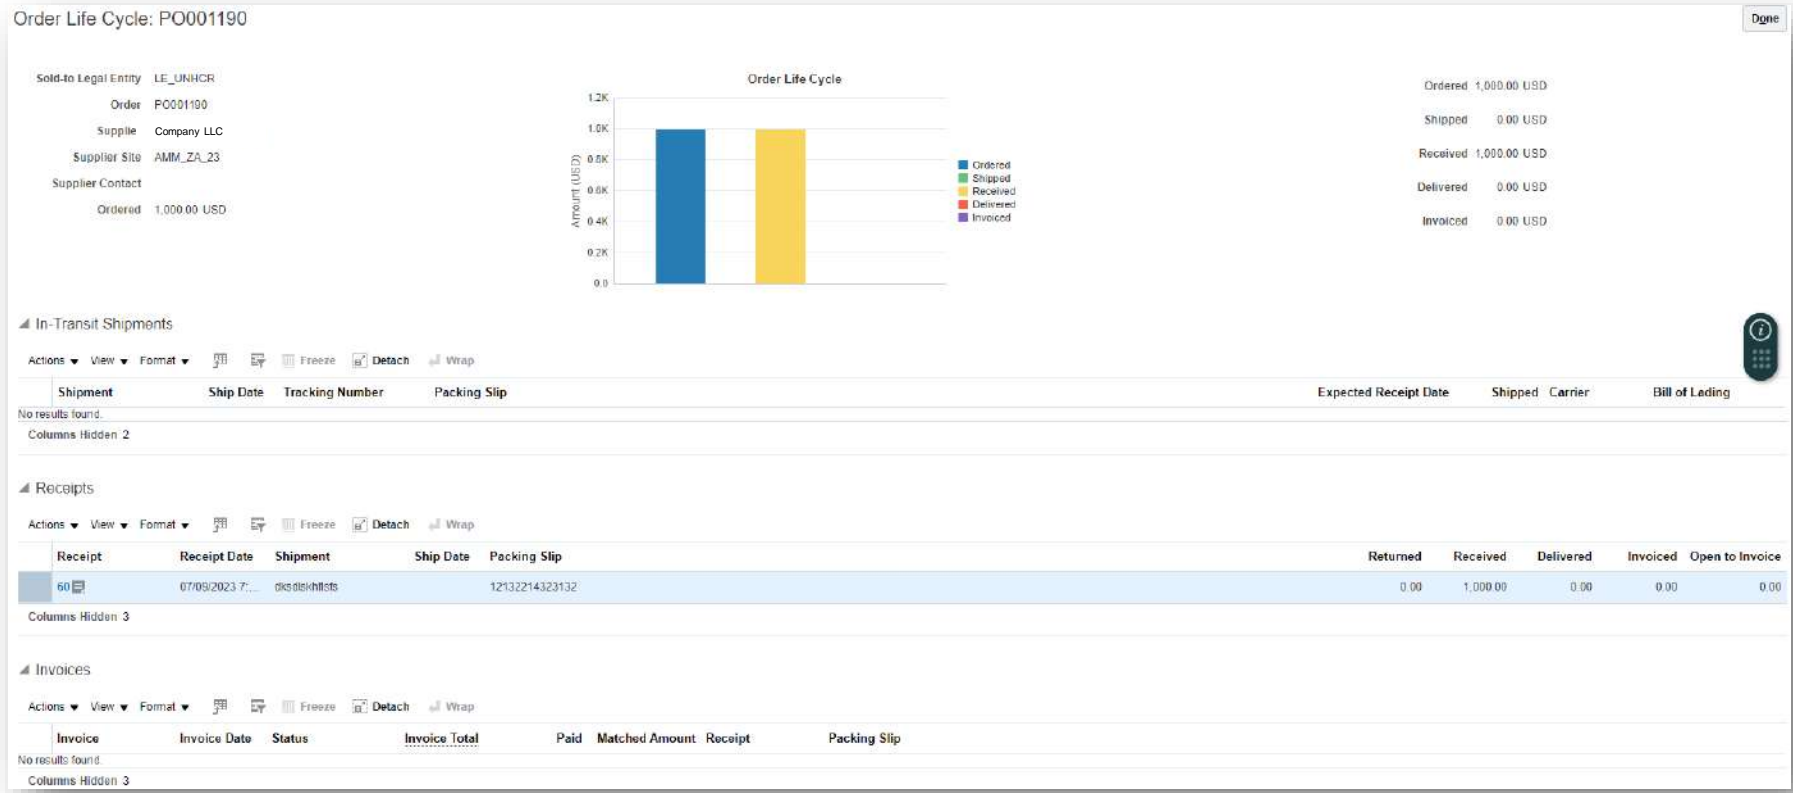 Order Life Cycle: PO001190
Done
Sold-to Legal Entity LE_UNHCR
Order PO001190
Supplie Company LLC
Supplier Site AMM_ZA_23
Supplier Contact
Ordered 1,000.00 USD
Order Life Cycle
1.2K
1.0K
0.8K
0.6K
0.4K
0.2K
0.0
Amount (USD)
Ordered
Shipped
Received
Delivered
Invoiced
Ordered 1,000.00 USD
Shipped 0.00 USD
Received 1,000.00 USD
Delivered 0.00 USD
Invoiced 0.00 USD
In-Transit Shipments
Actions View Format Freeze Detach Wrap
Shipment Ship Date Tracking Number Packing Slip Expected Receipt Date Shipped Carrier Bill of Lading
No results found.
Columns Hidden 2
Receipts
Actions View Format Freeze Detach Wrap
Receipt Receipt Date Shipment Ship Date Packing Slip Returned Received Delivered Invoiced Open to Invoice
60 07/09/2023 7:... 12132214323132 0.00 1,000.00 0.00 0.00 0.00
Columns Hidden 3
Invoices
Actions View Format Freeze Detach Wrap
Invoice Invoice Date Status Invoice Total Paid Matched Amount Receipt Packing Slip
No results found.
Columns Hidden 3